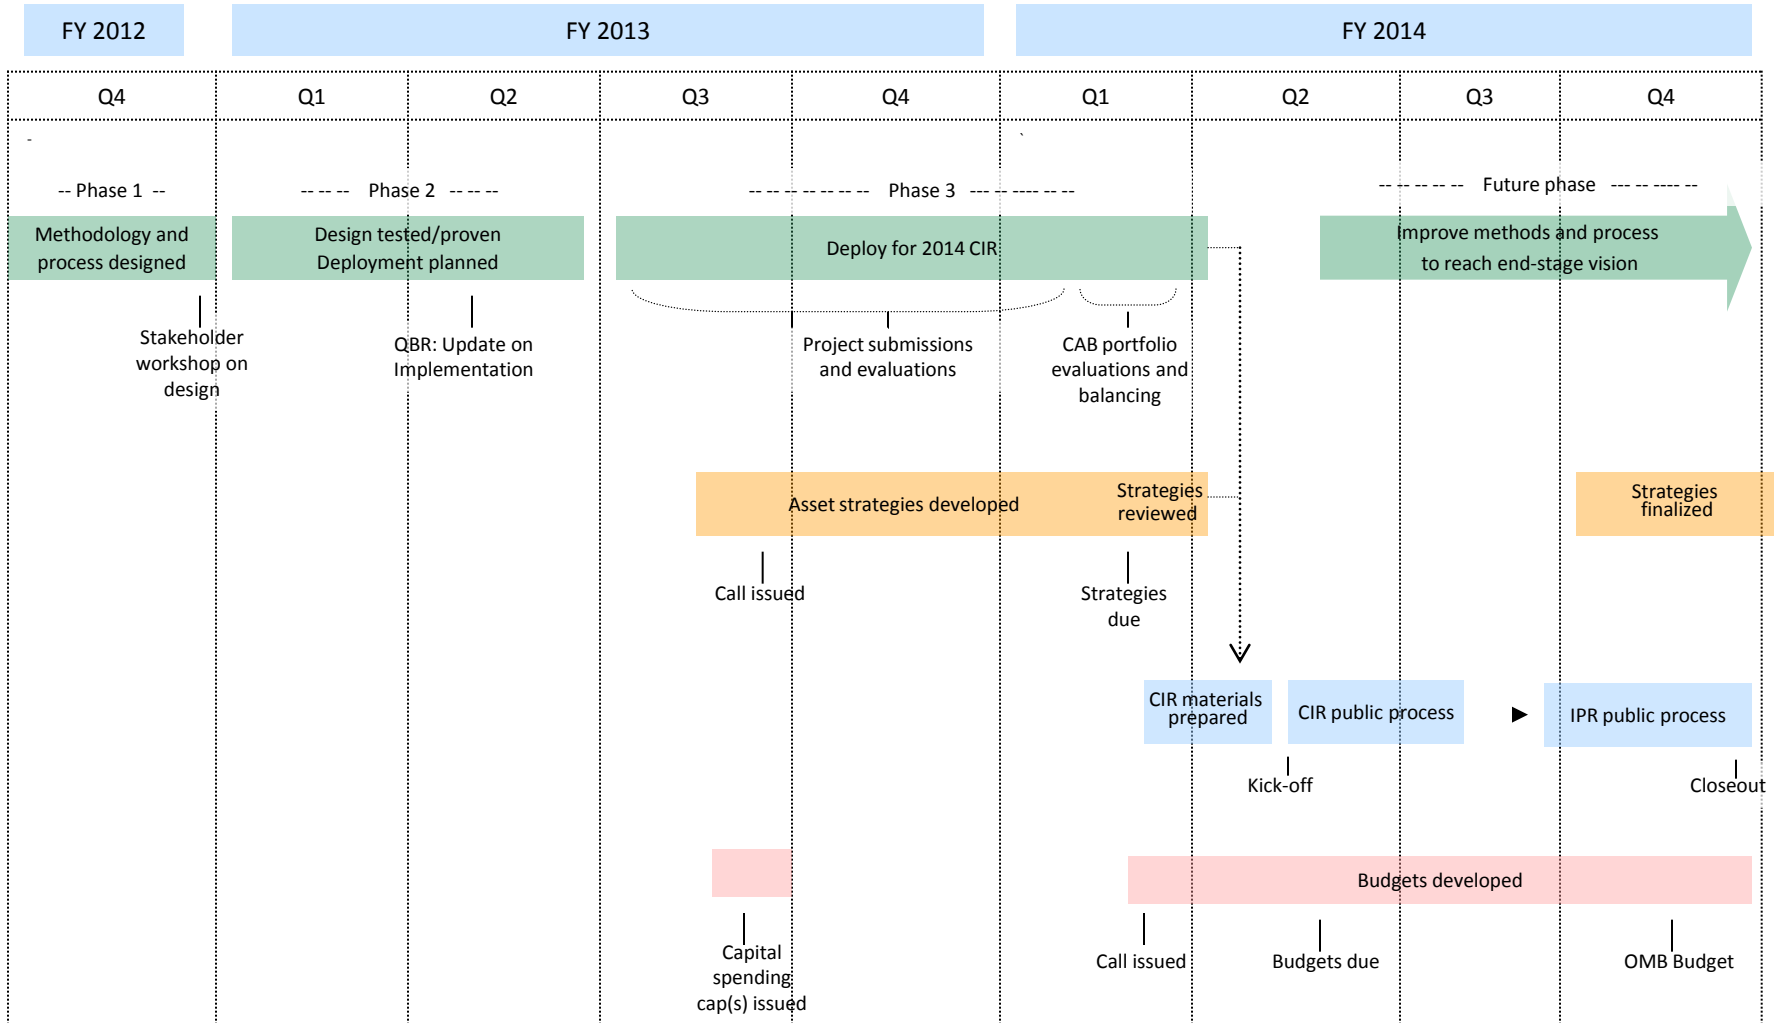 FY 2012
FY 2013
FY 2014
Q4
Q1
Q2
Q3
Q4
Q1
Q2
Q3
Q4
-
`
-- Phase 1 --
-- -- -- Phase 2 -- -- --
-- -- -- -- -- -- -- Phase 3 ---- -- ---- -- --
-- -- -- -- -- Future phase ---- -- ---- --
Methodology and
process designed
Design tested/proven
Deployment planned
Deploy for 2014 CIR
Improve methods and process
to reach end-stage vision
Stakeholder
workshop on
design
QBR: Update on
Implementation
Project submissions
and evaluations
CAB portfolio
evaluations and
balancing
Asset strategies developed
Strategies
reviewed
Strategies
finalized
Call issued
Strategies
due
CIR materials
prepared
CIR public process
IPR public process
Kick-off
Closeout
Budgets developed
Capital
spending
cap(s) issued
Call issued
Budgets due
OMB Budget